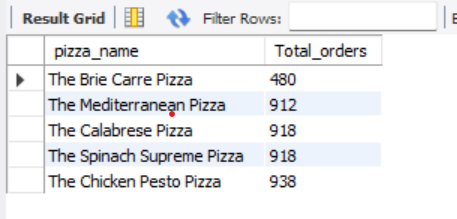 Result Grid Filter Rows:
pizza_name Total_orders
The Brie Carre Pizza 480
The Mediterranean Pizza 912
The Calabrese Pizza 918
The Spinach Supreme Pizza 918
The Chicken Pesto Pizza 938